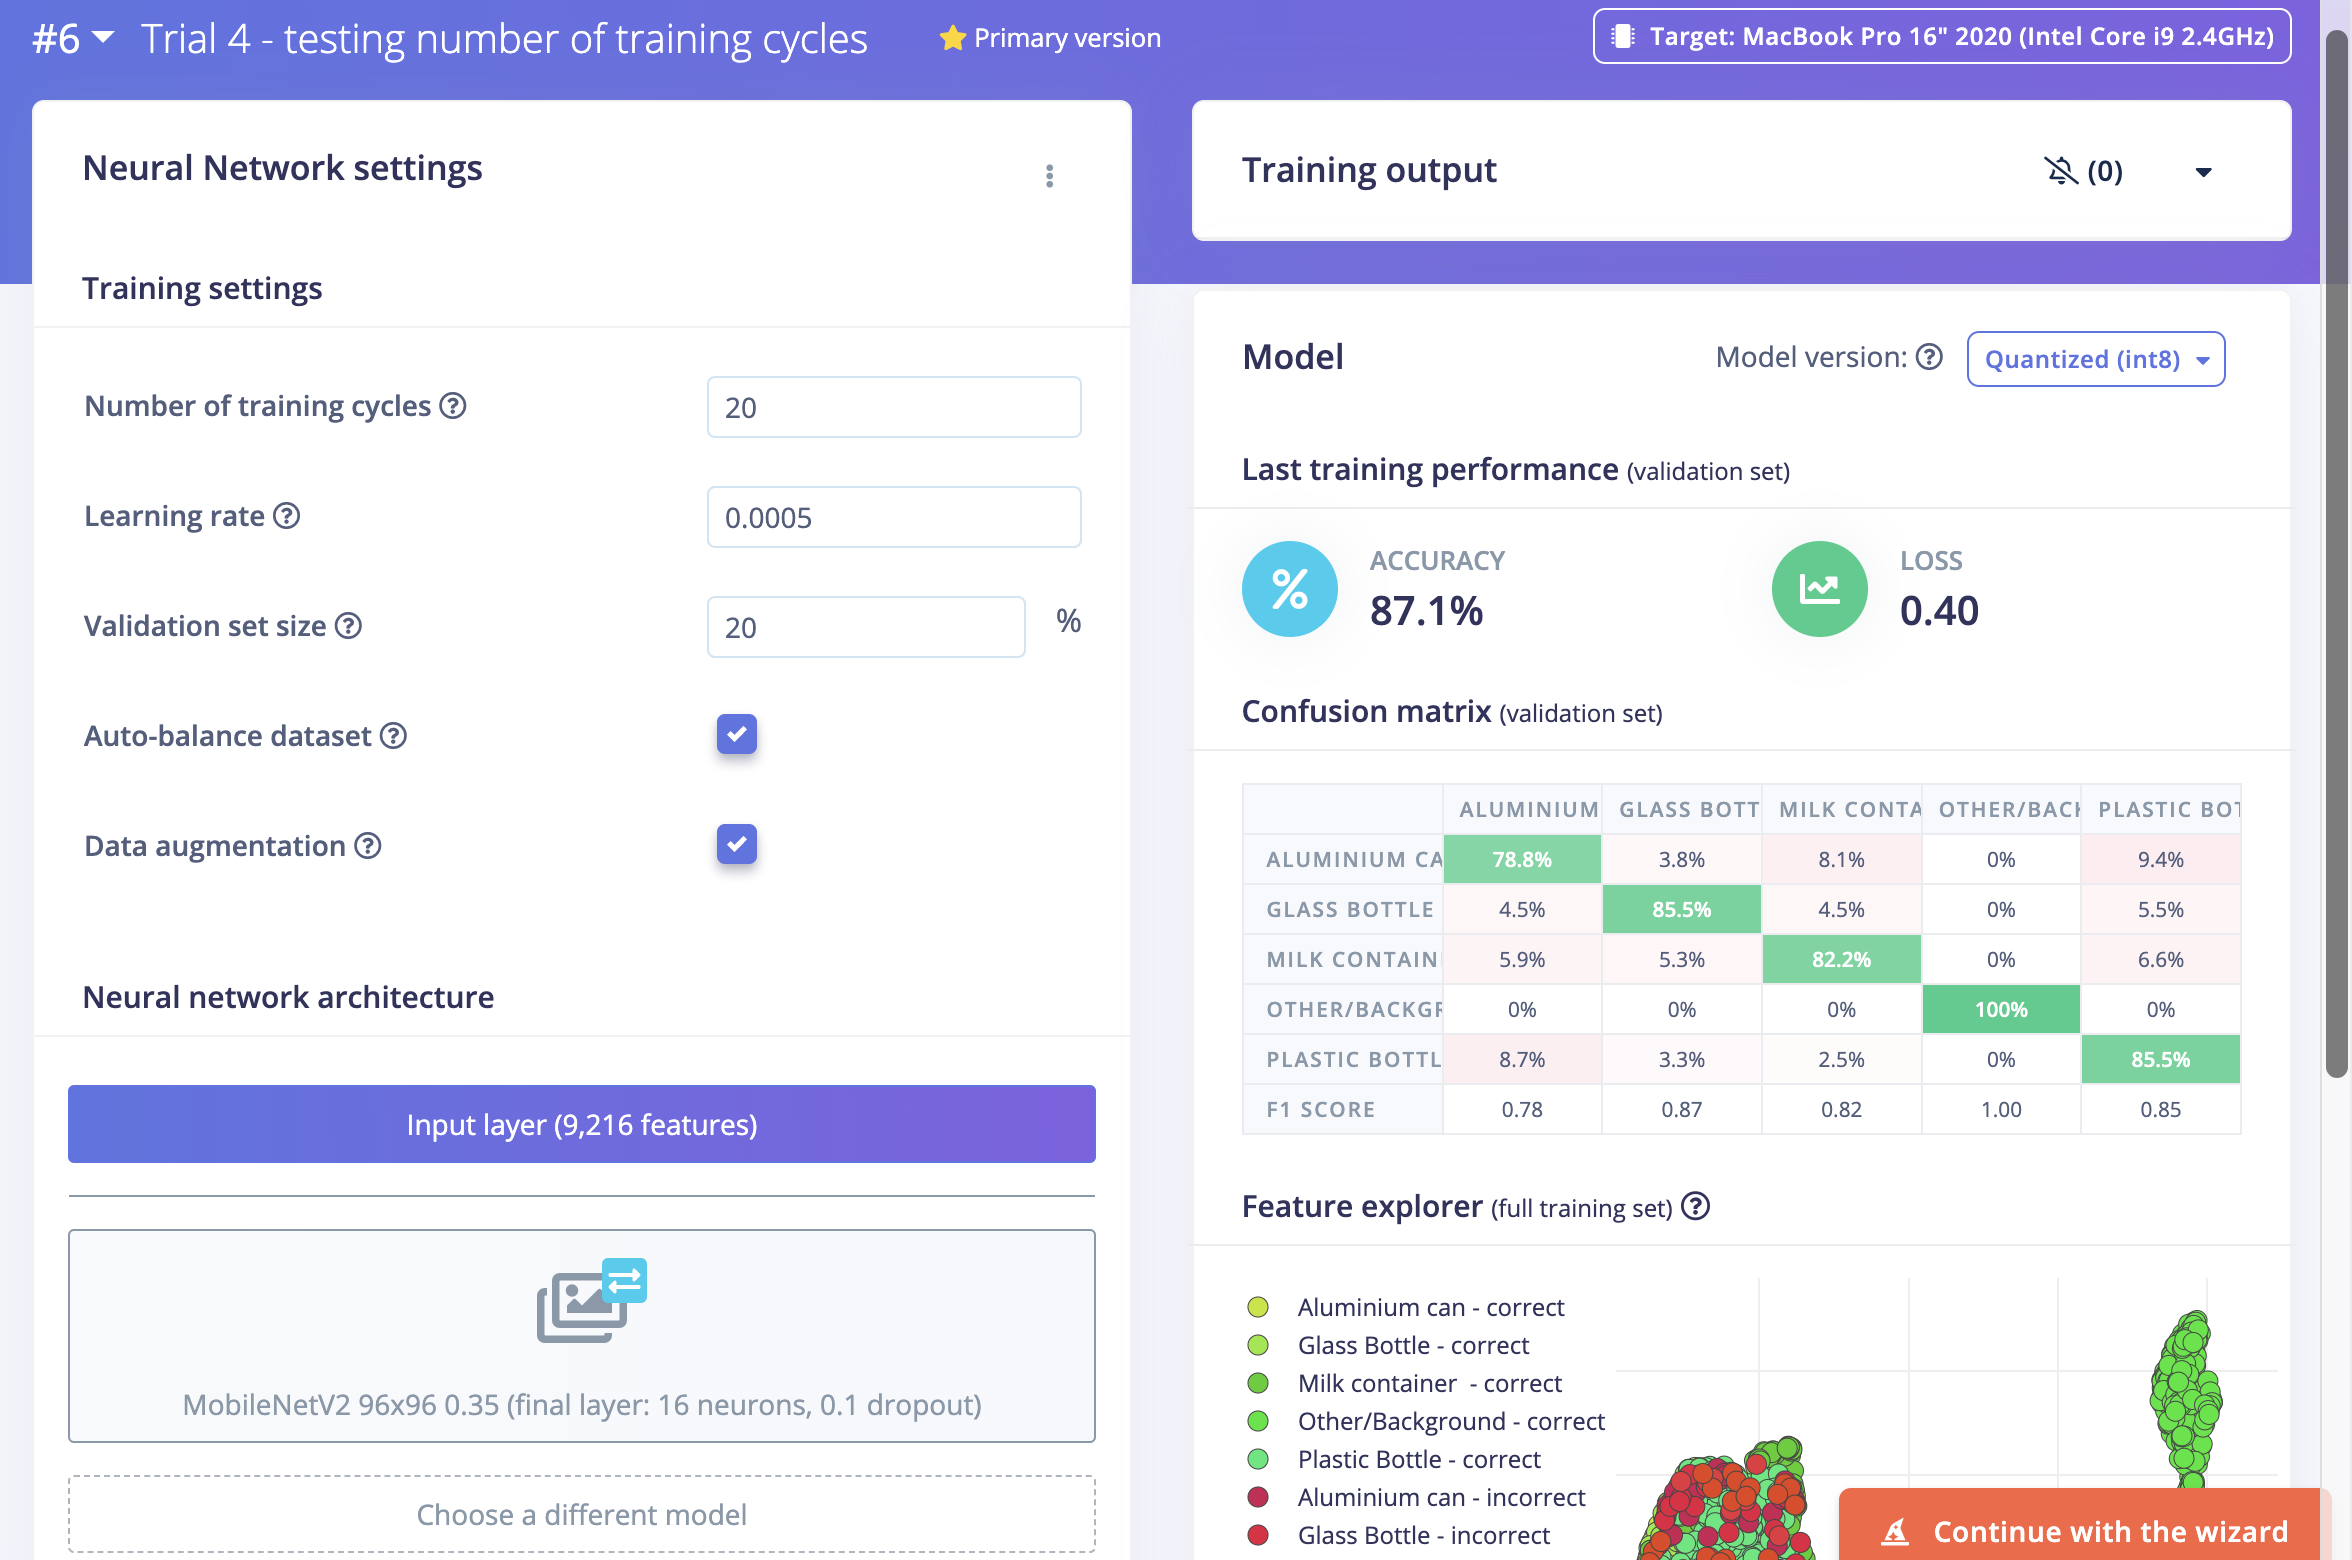 #6 Trial 4 - testing number of training cycles Primary version Target: MacBook Pro 16" 2020 (Intel Core i9 2.4GHz)
Neural Network settings
Training settings
Number of training cycles ? 20
Learning rate ? 0.0005
Validation set size ? 20 %
Auto-balance dataset ?
Data augmentation ?
Neural network architecture
Input layer (9,216 features)
MobileNetV2 96x96 0.35 (final layer: 16 neurons, 0.1 dropout)
Choose a different model
Training output (0)
Model Model version: ? Quantized (int8)
Last training performance (validation set)
% ACCURACY 87.1% LOSS 0.40
Confusion matrix (validation set)
ALUMINIUM GLASS BOTT MILK CONTA OTHER/BACK PLASTIC BOT
ALUMINIUM CA 78.8% 3.8% 8.1% 0% 9.4%
GLASS BOTTLE 4.5% 85.5% 4.5% 0% 5.5%
MILK CONTAIN 5.9% 5.3% 82.2% 0% 6.6%
OTHER/BACKGR 0% 0% 0% 100% 0%
PLASTIC BOTTL 8.7% 3.3% 2.5% 0% 85.5%
F1 SCORE 0.78 0.87 0.82 1.00 0.85
Feature explorer (full training set) ?
Aluminium can - correct
Glass Bottle - correct
Milk container - correct
Other/Background - correct
Plastic Bottle - correct
Aluminium can - incorrect
Glass Bottle - incorrect
Continue with the wizard